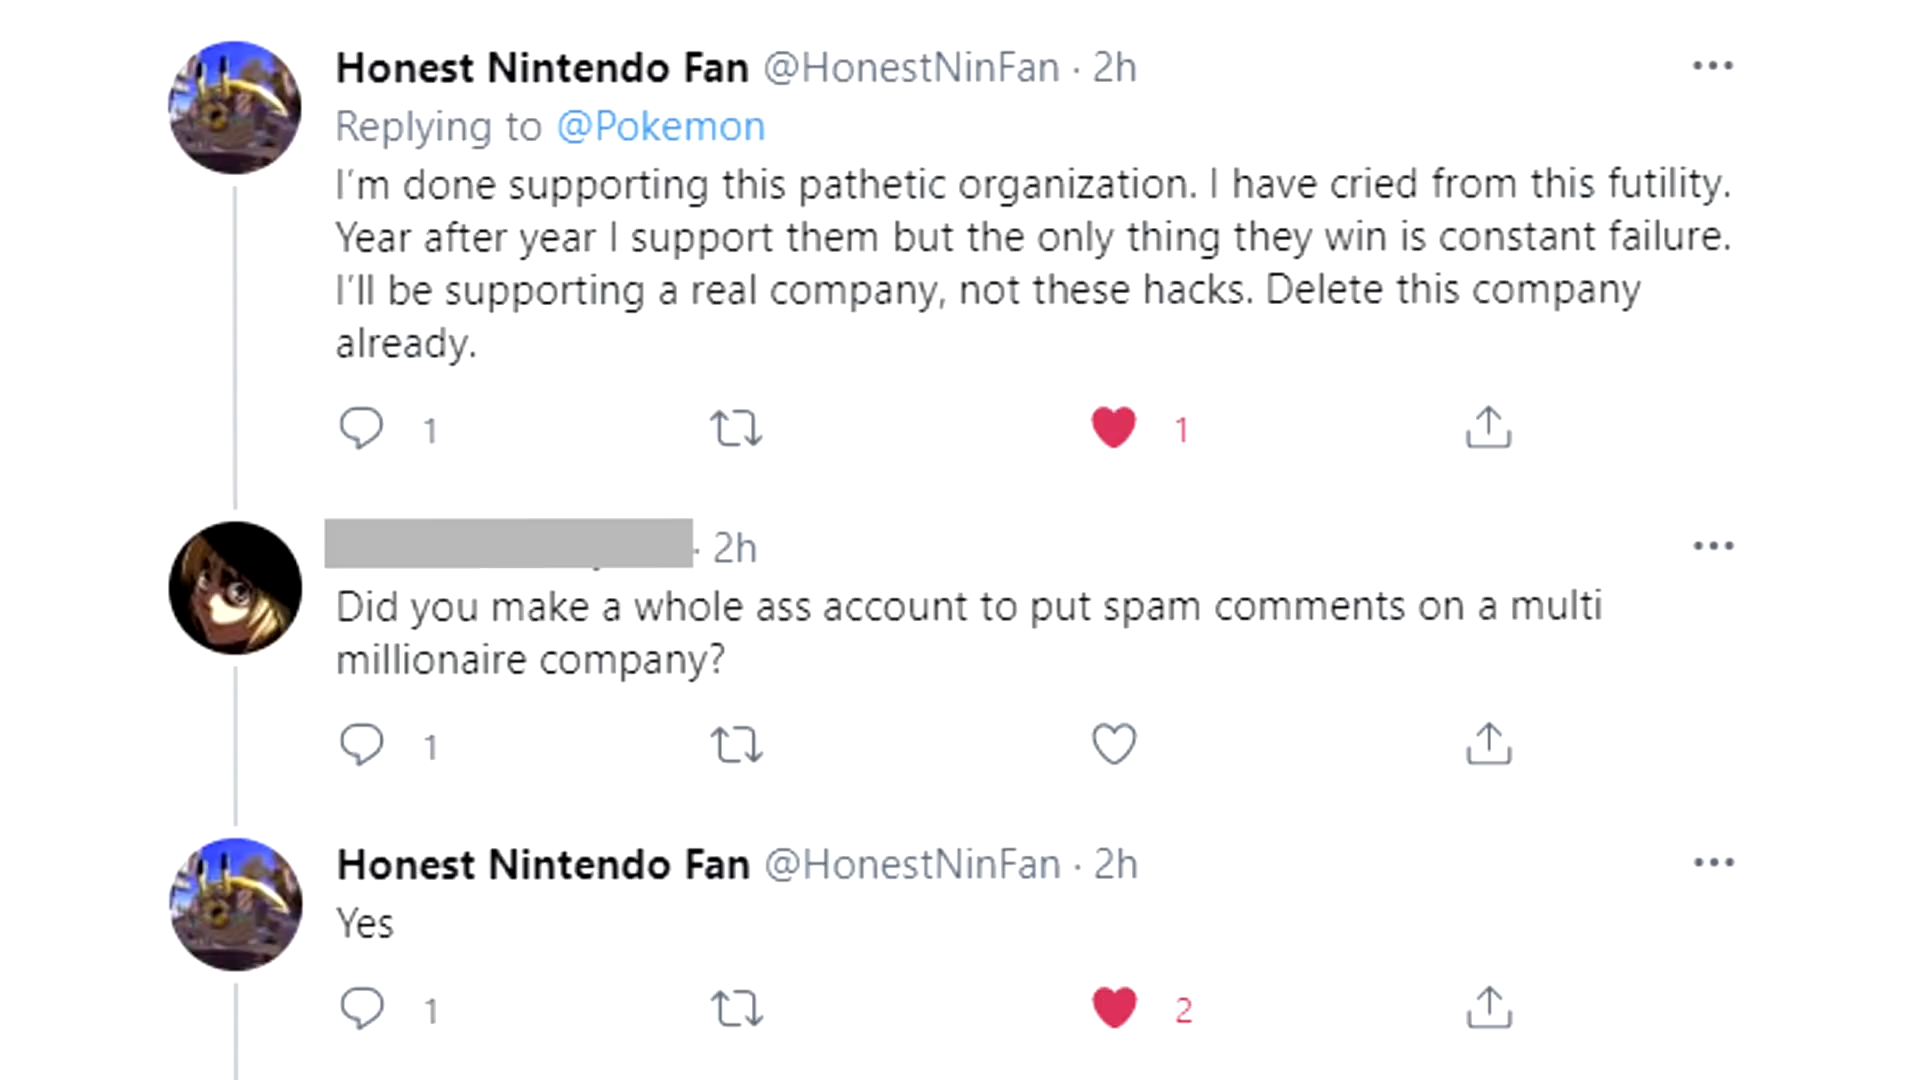 Honest Nintendo Fan @HonestNinFan · 2h
Replying to @Pokemon
I'm done supporting this pathetic organization. I have cried from this futility.
Year after year I support them but the only thing they win is constant failure.
I'll be supporting a real company, not these hacks. Delete this company
already.
1 1
· 2h
Did you make a whole ass account to put spam comments on a multi
millionaire company?
1
Honest Nintendo Fan @HonestNinFan · 2h
Yes
1 2